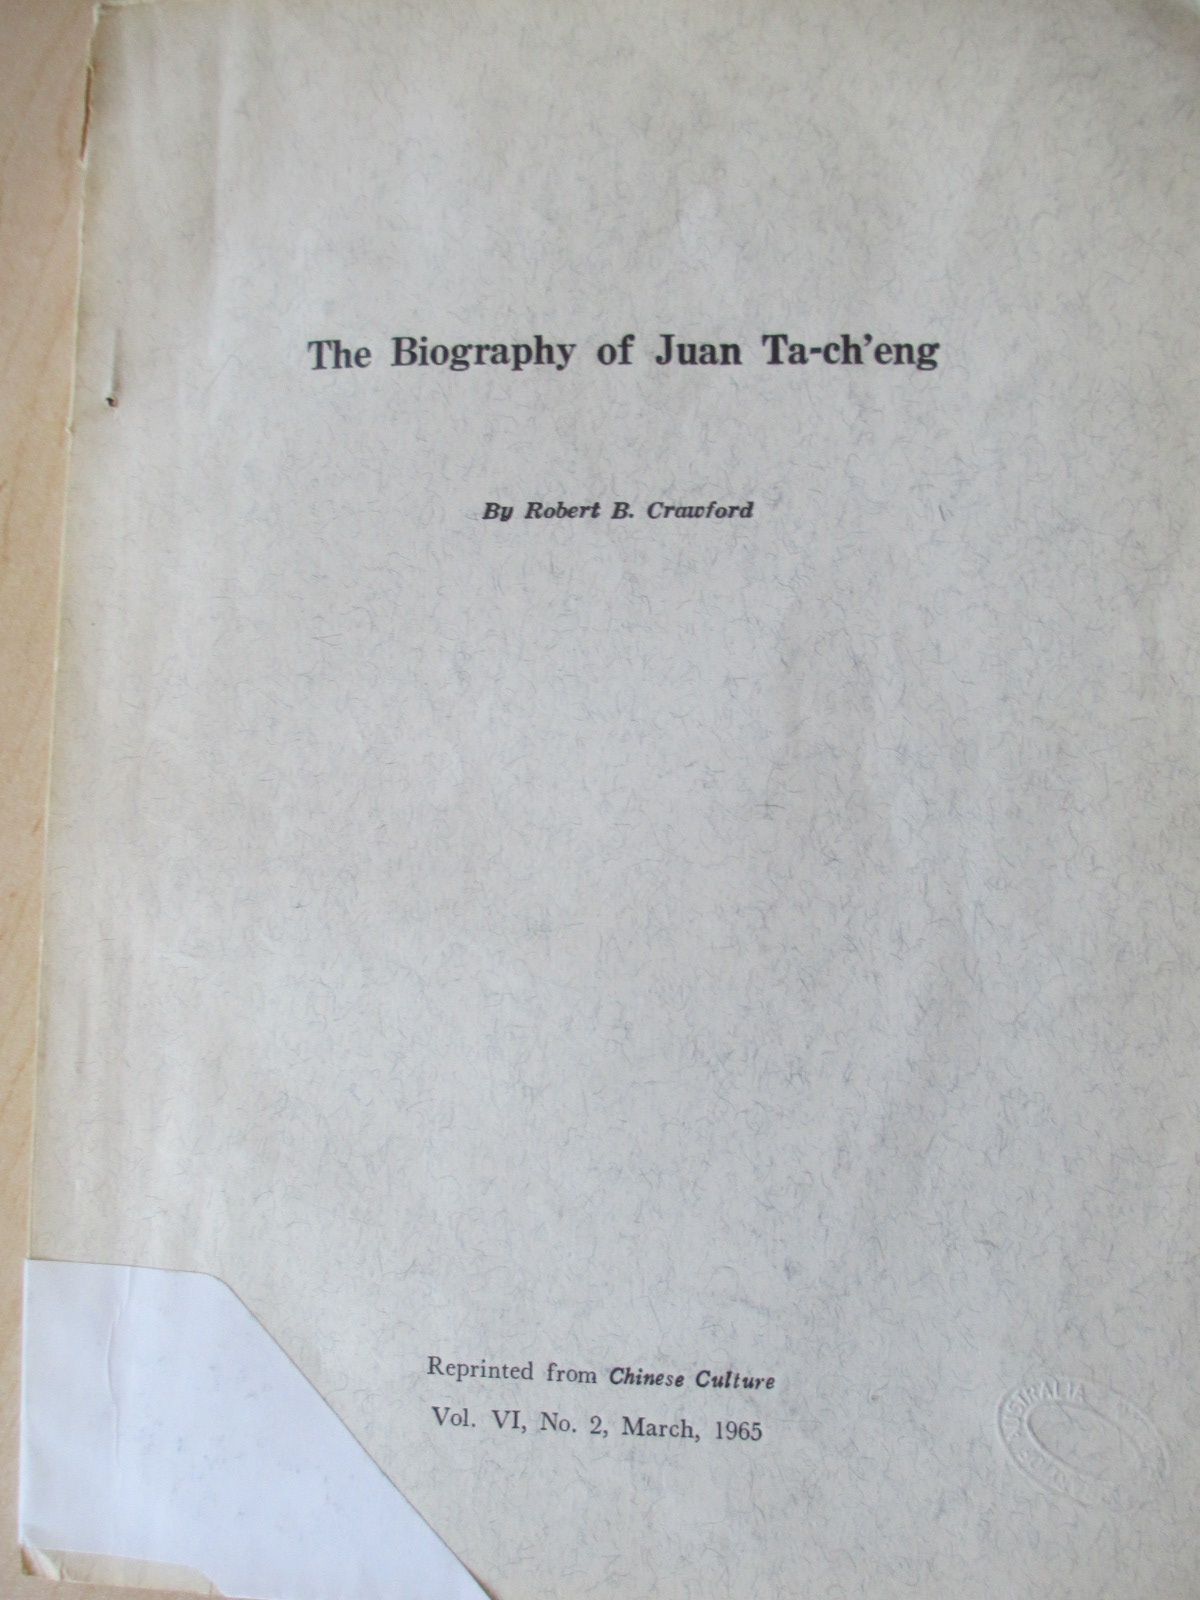 The Biography of Juan Ta-ch’eng
By Robert B. Crawford
Reprinted from Chinese Culture
Vol. VI, No. 2, March, 1965
AUSTRALIA